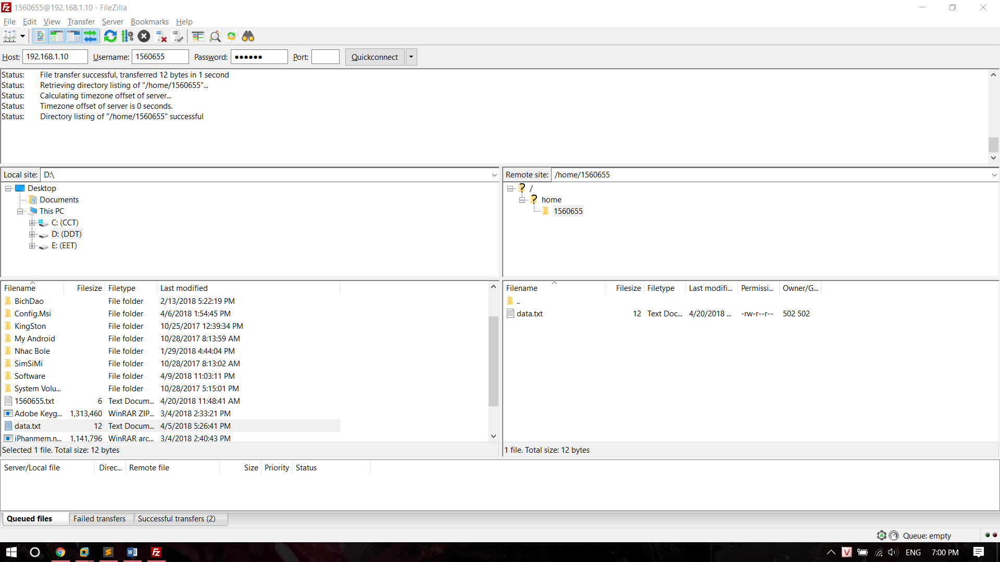 1560655@192.168.1.10 - FileZilla
File Edit View Transfer Server Bookmarks Help
Host: 192.168.1.10 Username: 1560655 Password: ●●●●●● Port: Quickconnect
Status: File transfer successful, transferred 12 bytes in 1 second
Status: Retrieving directory listing of "/home/1560655"...
Status: Calculating timezone offset of server...
Status: Timezone offset of server is 0 seconds.
Status: Directory listing of "/home/1560655" successful
Local site: D:\
Desktop
Documents
This PC
C: (CCT)
D: (DDT)
E: (EET)
Remote site: /home/1560655
/
home
1560655
Filename Filesize Filetype Last modified
BichDao File folder 2/13/2018 5:22:19 PM
Config.Msi File folder 4/6/2018 1:54:45 PM
KingSton File folder 10/25/2017 12:39:34 PM
My Android File folder 10/28/2017 8:13:59 AM
Nhac Bole File folder 1/29/2018 4:44:04 PM
SimSiMi File folder 10/28/2017 8:13:02 AM
Software File folder 4/9/2018 11:03:11 PM
System Volu... File folder 10/28/2017 5:15:01 PM
1560655.txt 6 Text Docum... 4/20/2018 11:48:41 AM
Adobe Keyg... 1,313,460 WinRAR ZIP... 3/4/2018 2:33:21 PM
data.txt 12 Text Docum... 4/5/2018 5:26:41 PM
iPhanmem.n... 1,141,796 WinRAR arc... 3/4/2018 2:40:43 PM
Selected 1 file. Total size: 12 bytes
Filename Filesize Filetype Last modifi... Permissi... Owner/G...
..
data.txt 12 Text Doc... 4/20/2018 ... -rw-r--r-- 502 502
1 file. Total size: 12 bytes
Server/Local file Direc... Remote file Size Priority Status
Queued files Failed transfers Successful transfers (2)
Queue: empty
ENG 7:00 PM